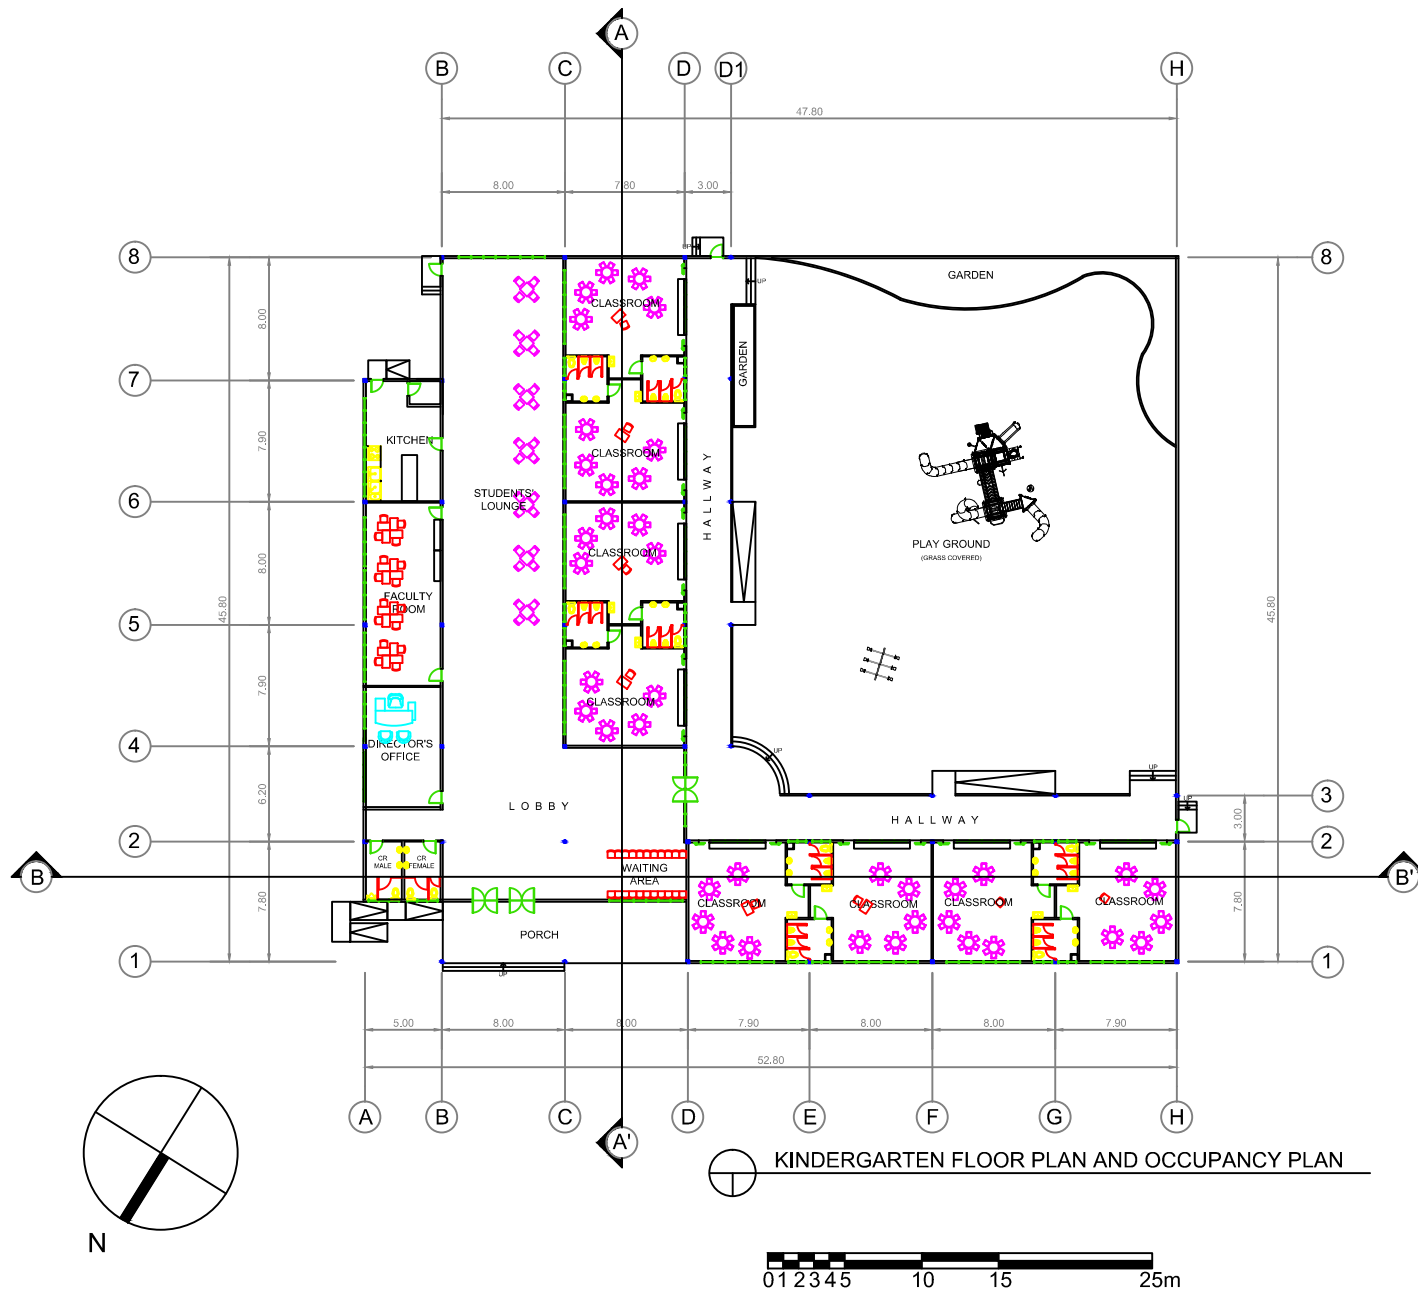 A
B C D D1 H
47.80
8.00 7.80 3.00
8 8
UP
GARDEN
UP
CLASSROOM
8.00
GARDEN
7
KITCHEN
7.90
CLASSROOM
HALLWAY
STUDENTS'
LOUNGE
6
PLAY GROUND
(GRASS COVERED)
CLASSROOM
8.00
FACULTY
ROOM
45.80 45.80
5
7.90
CLASSROOM
DIRECTOR'S
OFFICE
4
UP
UP
6.20
LOBBY
HALLWAY
UP
3
3.00
2 2
CR
MALE
CR
FEMALE
WAITING
AREA
B B'
CLASSROOM CLASSROOM CLASSROOM CLASSROOM
7.80 7.80
PORCH
1 1
UP
5.00 8.00 8.00 7.90 8.00 8.00 7.90
52.80
A B C D E F G H
A'
KINDERGARTEN FLOOR PLAN AND OCCUPANCY PLAN
N
0 1 2 3 4 5 10 15 25m